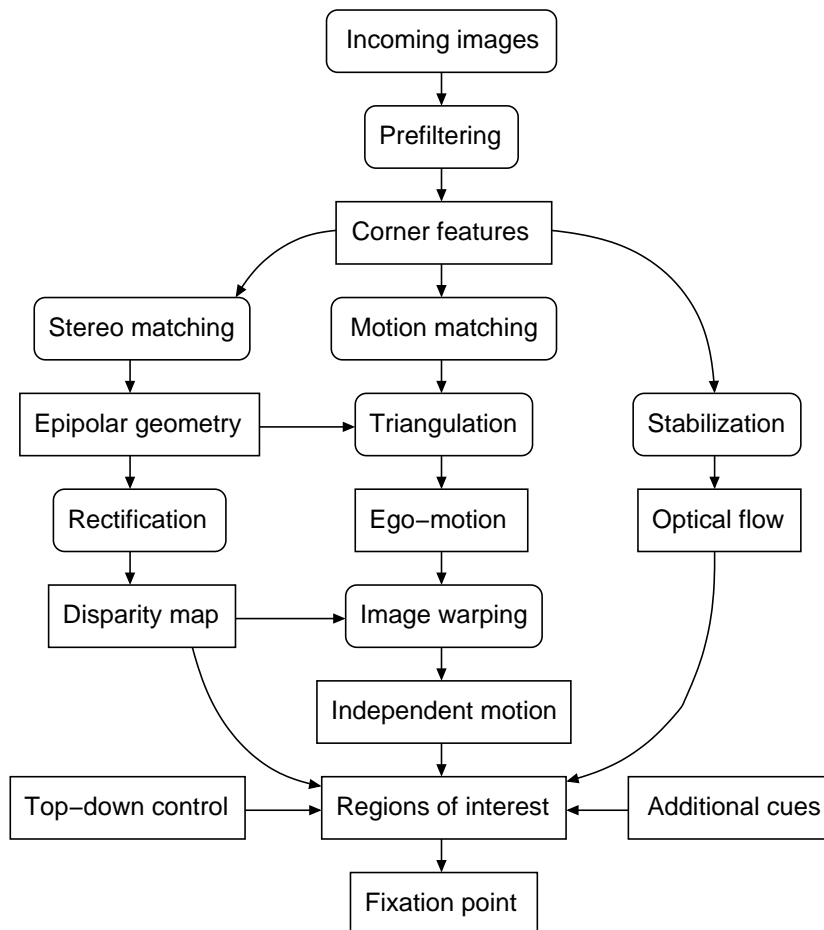 Incoming images
Prefiltering
Corner features
Stereo matching
Motion matching
Epipolar geometry
Triangulation
Stabilization
Rectification
Ego−motion
Optical flow
Disparity map
Image warping
Independent motion
Top−down control
Regions of interest
Additional cues
Fixation point